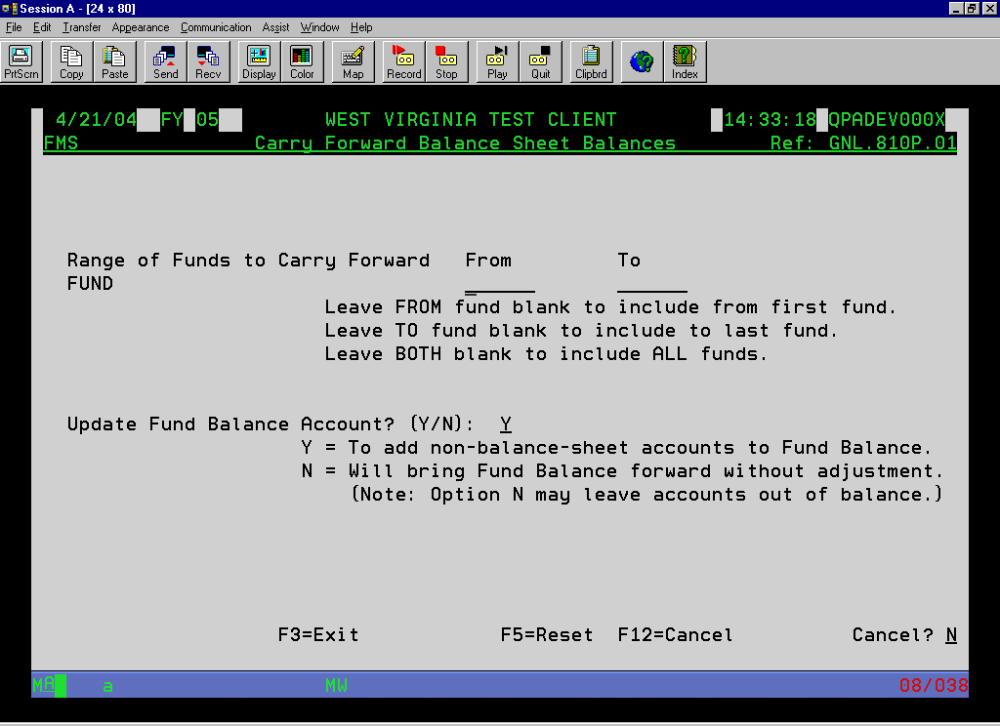 Session A - [24 x 80]
File Edit Transfer Appearance Communication Assist Window Help
PrtScrn Copy Paste Send Recv Display Color Map Record Stop Play Quit Clipbrd Index
4/21/04 FY 05 WEST VIRGINIA TEST CLIENT 14:33:18 QPADEV000X
FMS Carry Forward Balance Sheet Balances Ref: GNL.810P.01
Range of Funds to Carry Forward From To
FUND
Leave FROM fund blank to include from first fund.
Leave TO fund blank to include to last fund.
Leave BOTH blank to include ALL funds.
Update Fund Balance Account? (Y/N): Y
Y = To add non-balance-sheet accounts to Fund Balance.
N = Will bring Fund Balance forward without adjustment.
(Note: Option N may leave accounts out of balance.)
F3=Exit F5=Reset F12=Cancel Cancel? N
MA a MW 08/038